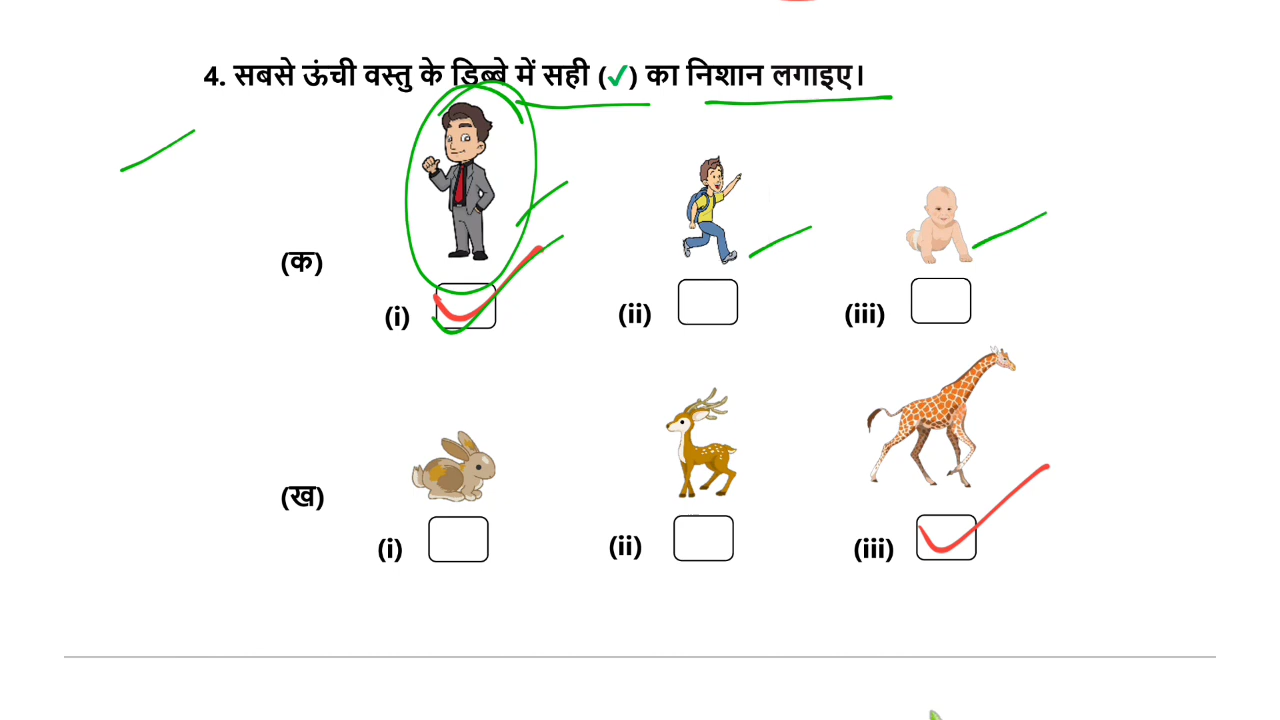 4. सबसे ऊंची वस्तु के डिब्बे में सही (✓) का निशान लगाइए।
(क)
(i) (ii) (iii)
(ख)
(i) (ii) (iii)